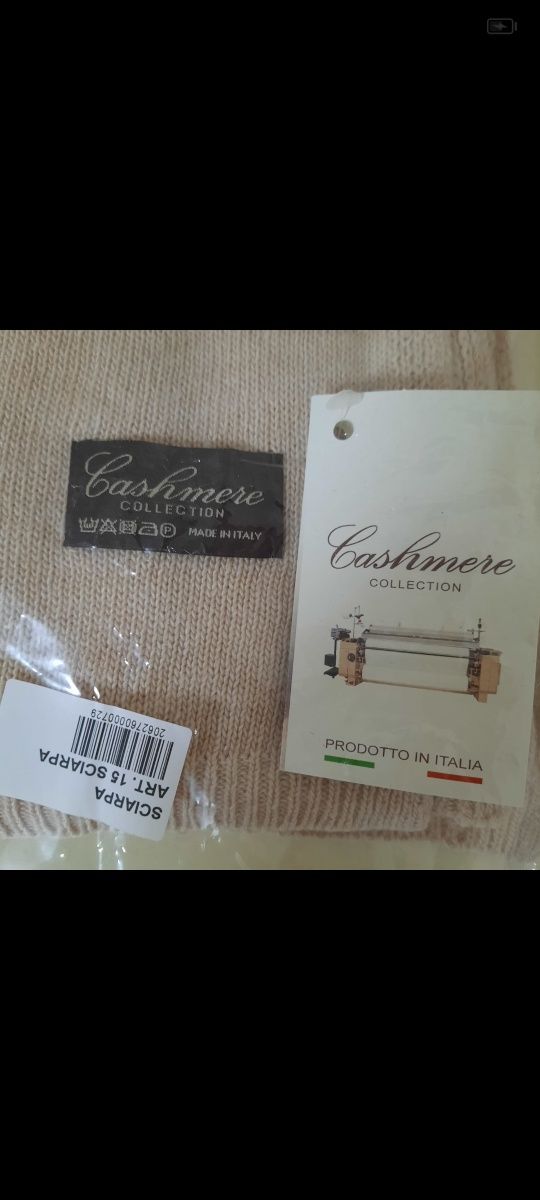 Cashmere
COLLECTION
MADE IN ITALY
Cashmere
COLLECTION
PRODOTTO IN ITALIA
SCIARPA
ART. 15 SCIARPA
2062760000729